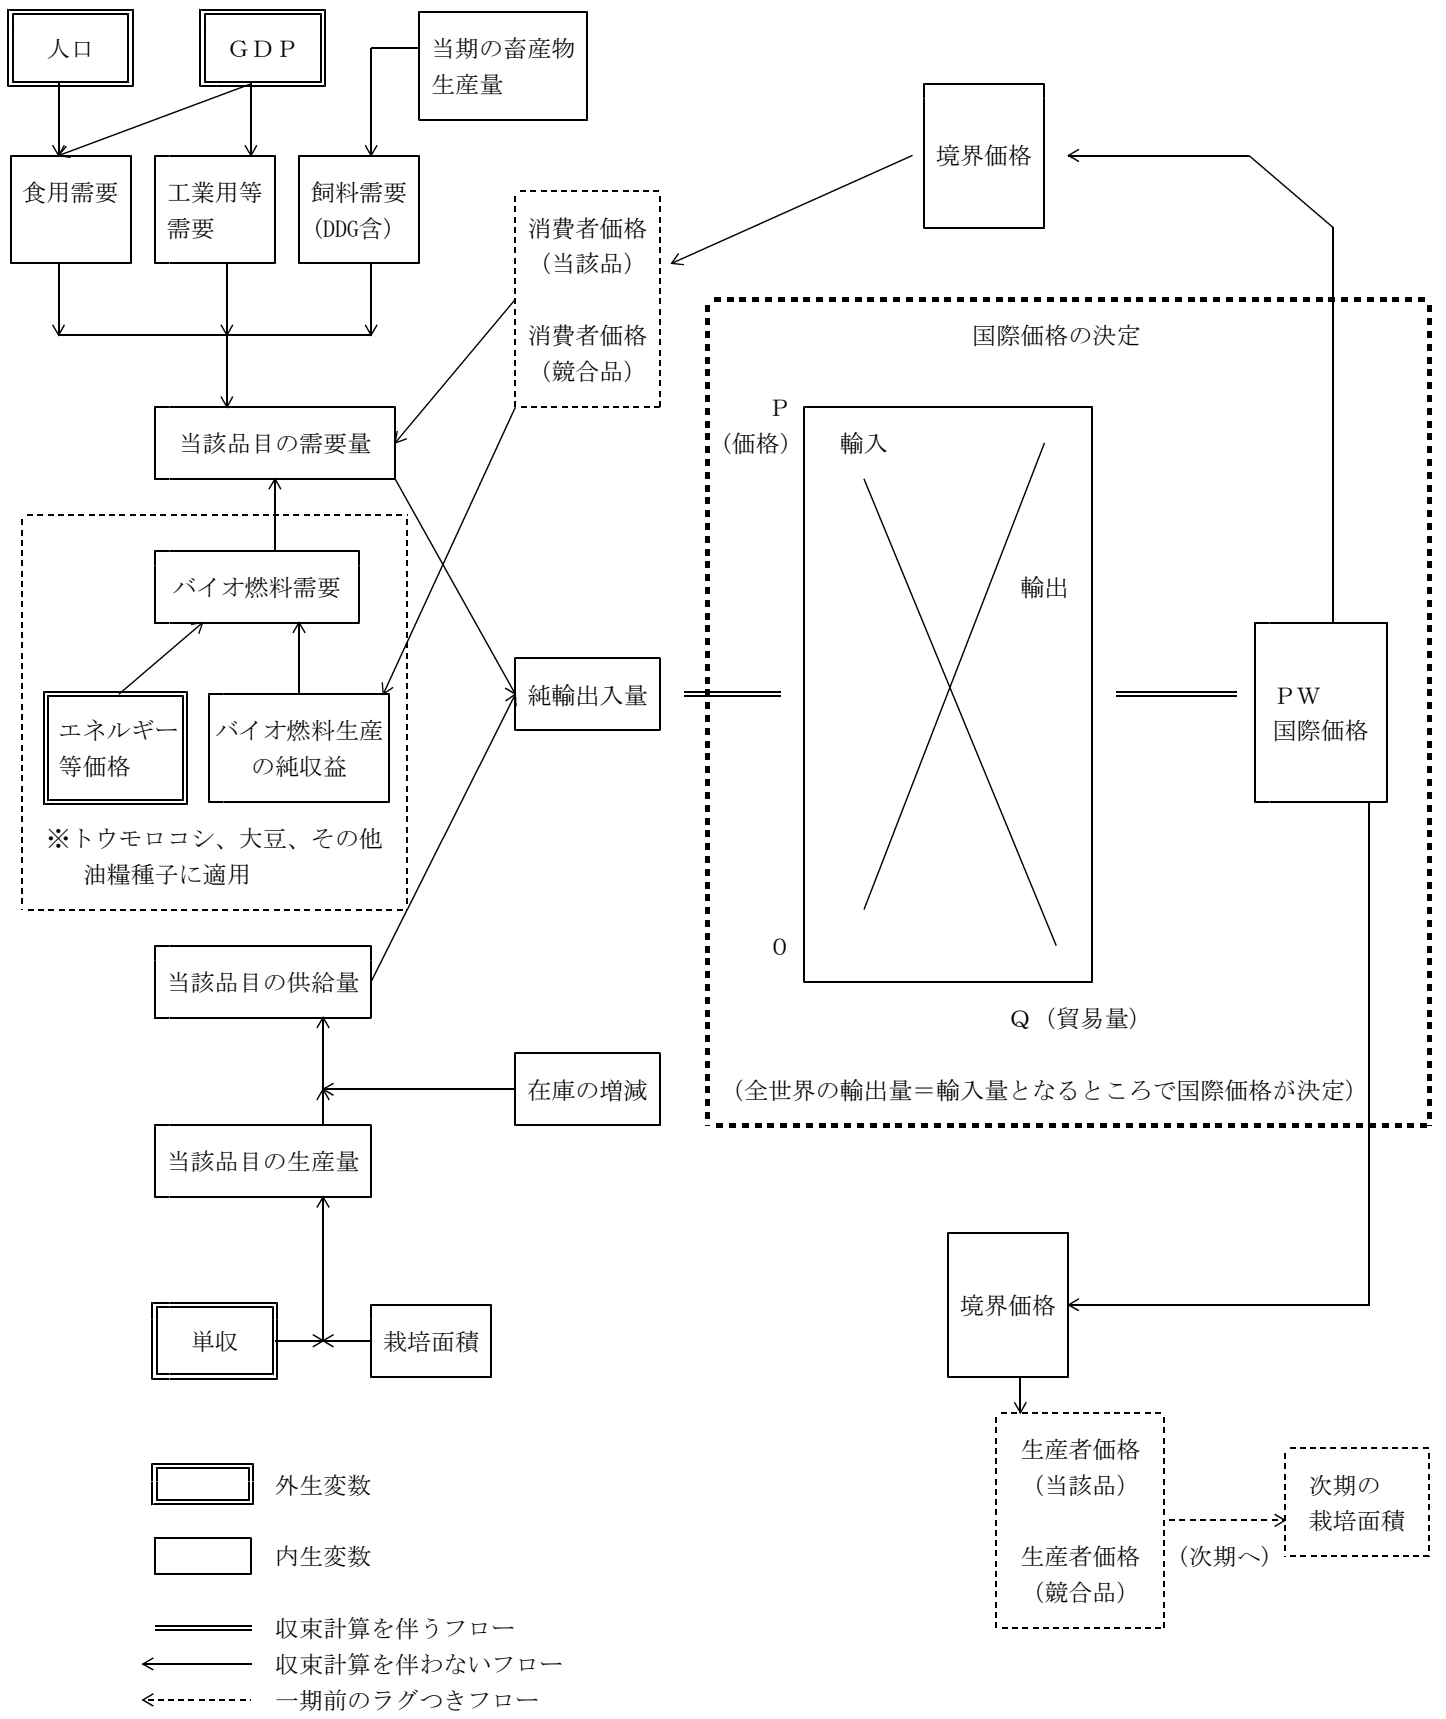 人口
ＧＤＰ
当期の畜産物
生産量
境界価格
食用需要
工業用等
需要
飼料需要
（DDG含）
消費者価格
（当該品）
消費者価格
（競合品）
国際価格の決定
Ｐ
（価格）
輸入
当該品目の需要量
バイオ燃料需要
輸出
純輸出入量
ＰＷ
国際価格
エネルギー
等価格
バイオ燃料生産
の純収益
※トウモロコシ、大豆、その他
油糧種子に適用
０
当該品目の供給量
Ｑ（貿易量）
在庫の増減
（全世界の輸出量＝輸入量となるところで国際価格が決定）
当該品目の生産量
境界価格
単収
栽培面積
生産者価格
（当該品）
生産者価格
（競合品）
（次期へ）
次期の
栽培面積
外生変数
内生変数
収束計算を伴うフロー
収束計算を伴わないフロー
一期前のラグつきフロー